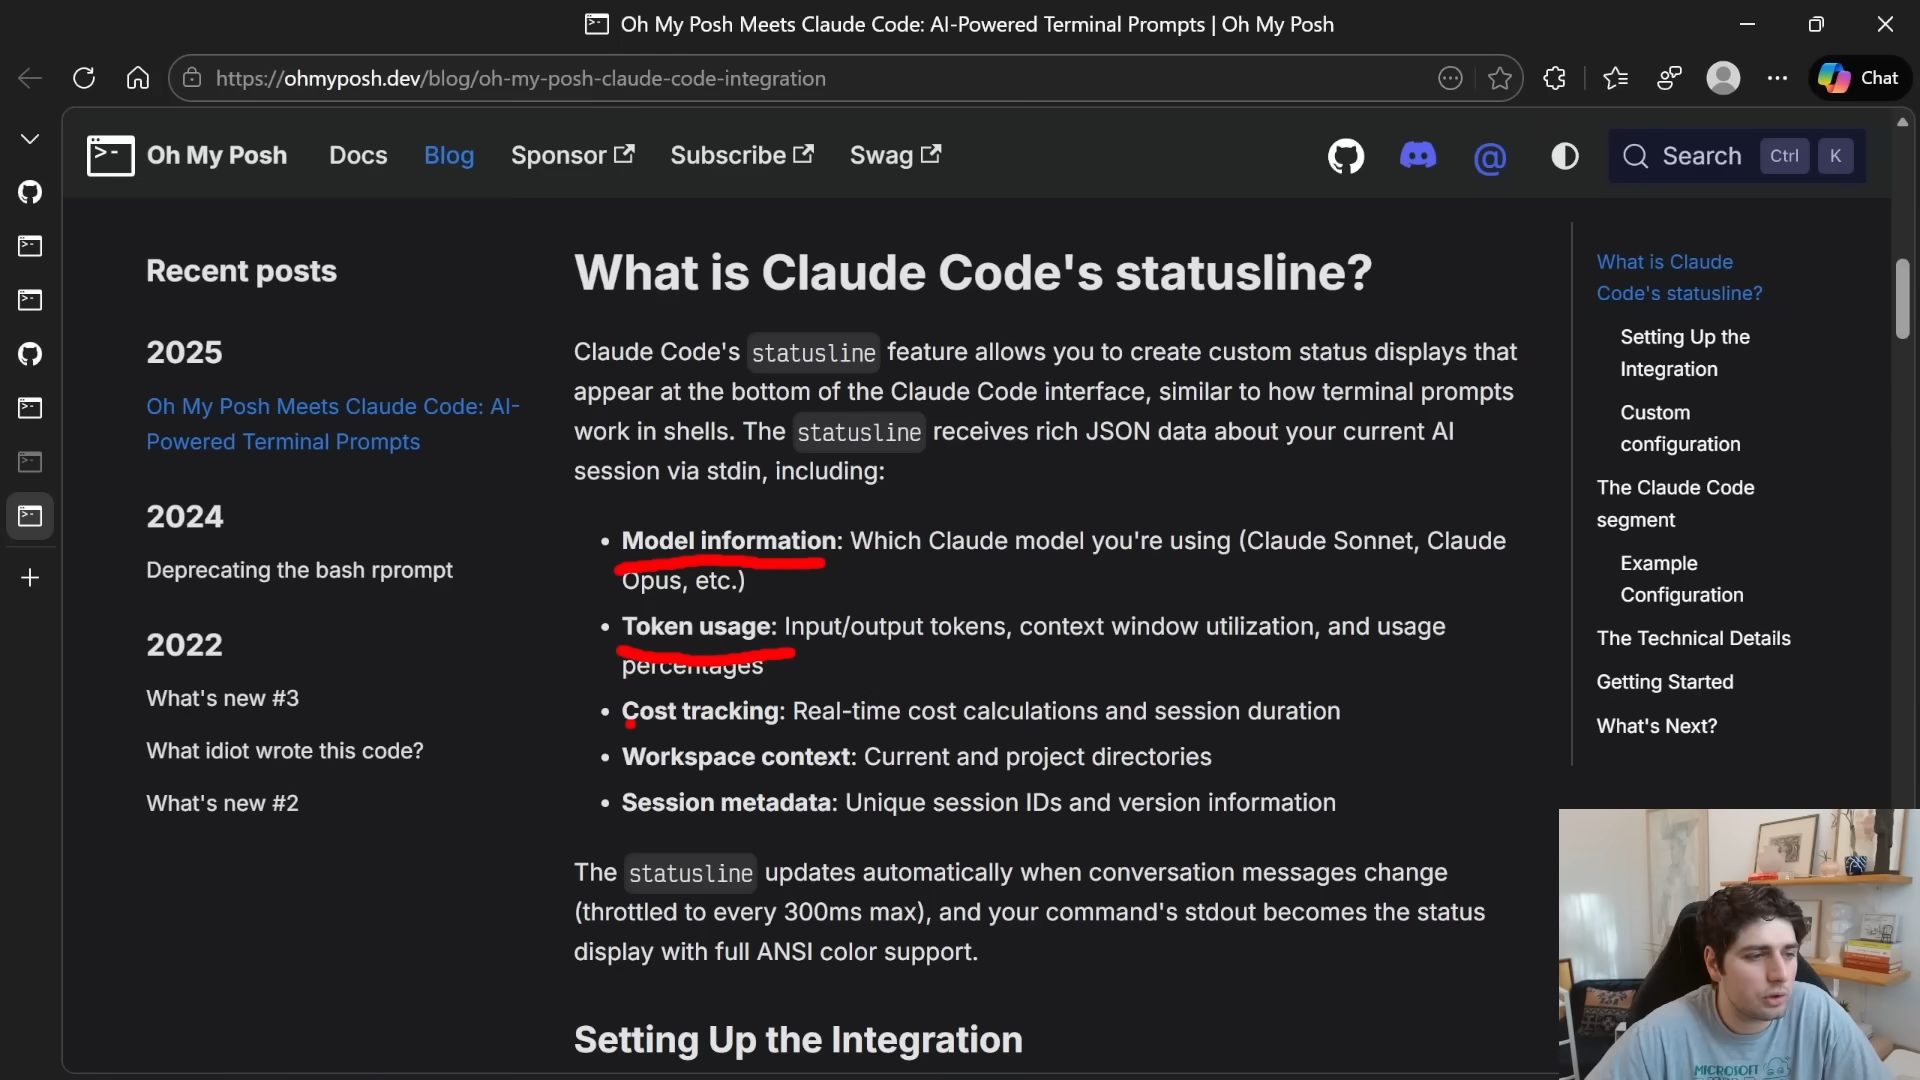 Oh My Posh Meets Claude Code: AI-Powered Terminal Prompts | Oh My Posh
https://ohmyposh.dev/blog/oh-my-posh-claude-code-integration
Chat
Oh My Posh
Docs
Blog
Sponsor
Subscribe
Swag
Search
Ctrl
K
Recent posts
2025
Oh My Posh Meets Claude Code: AI-
Powered Terminal Prompts
2024
Deprecating the bash rprompt
2022
What's new #3
What idiot wrote this code?
What's new #2
What is Claude Code's statusline?
Claude Code's statusline feature allows you to create custom status displays that
appear at the bottom of the Claude Code interface, similar to how terminal prompts
work in shells. The statusline receives rich JSON data about your current AI
session via stdin, including:
• Model information: Which Claude model you're using (Claude Sonnet, Claude
Opus, etc.)
• Token usage: Input/output tokens, context window utilization, and usage
percentages
• Cost tracking: Real-time cost calculations and session duration
• Workspace context: Current and project directories
• Session metadata: Unique session IDs and version information
The statusline updates automatically when conversation messages change
(throttled to every 300ms max), and your command's stdout becomes the status
display with full ANSI color support.
Setting Up the Integration
What is Claude
Code's statusline?
Setting Up the
Integration
Custom
configuration
The Claude Code
segment
Example
Configuration
The Technical Details
Getting Started
What's Next?
MICROSOFT